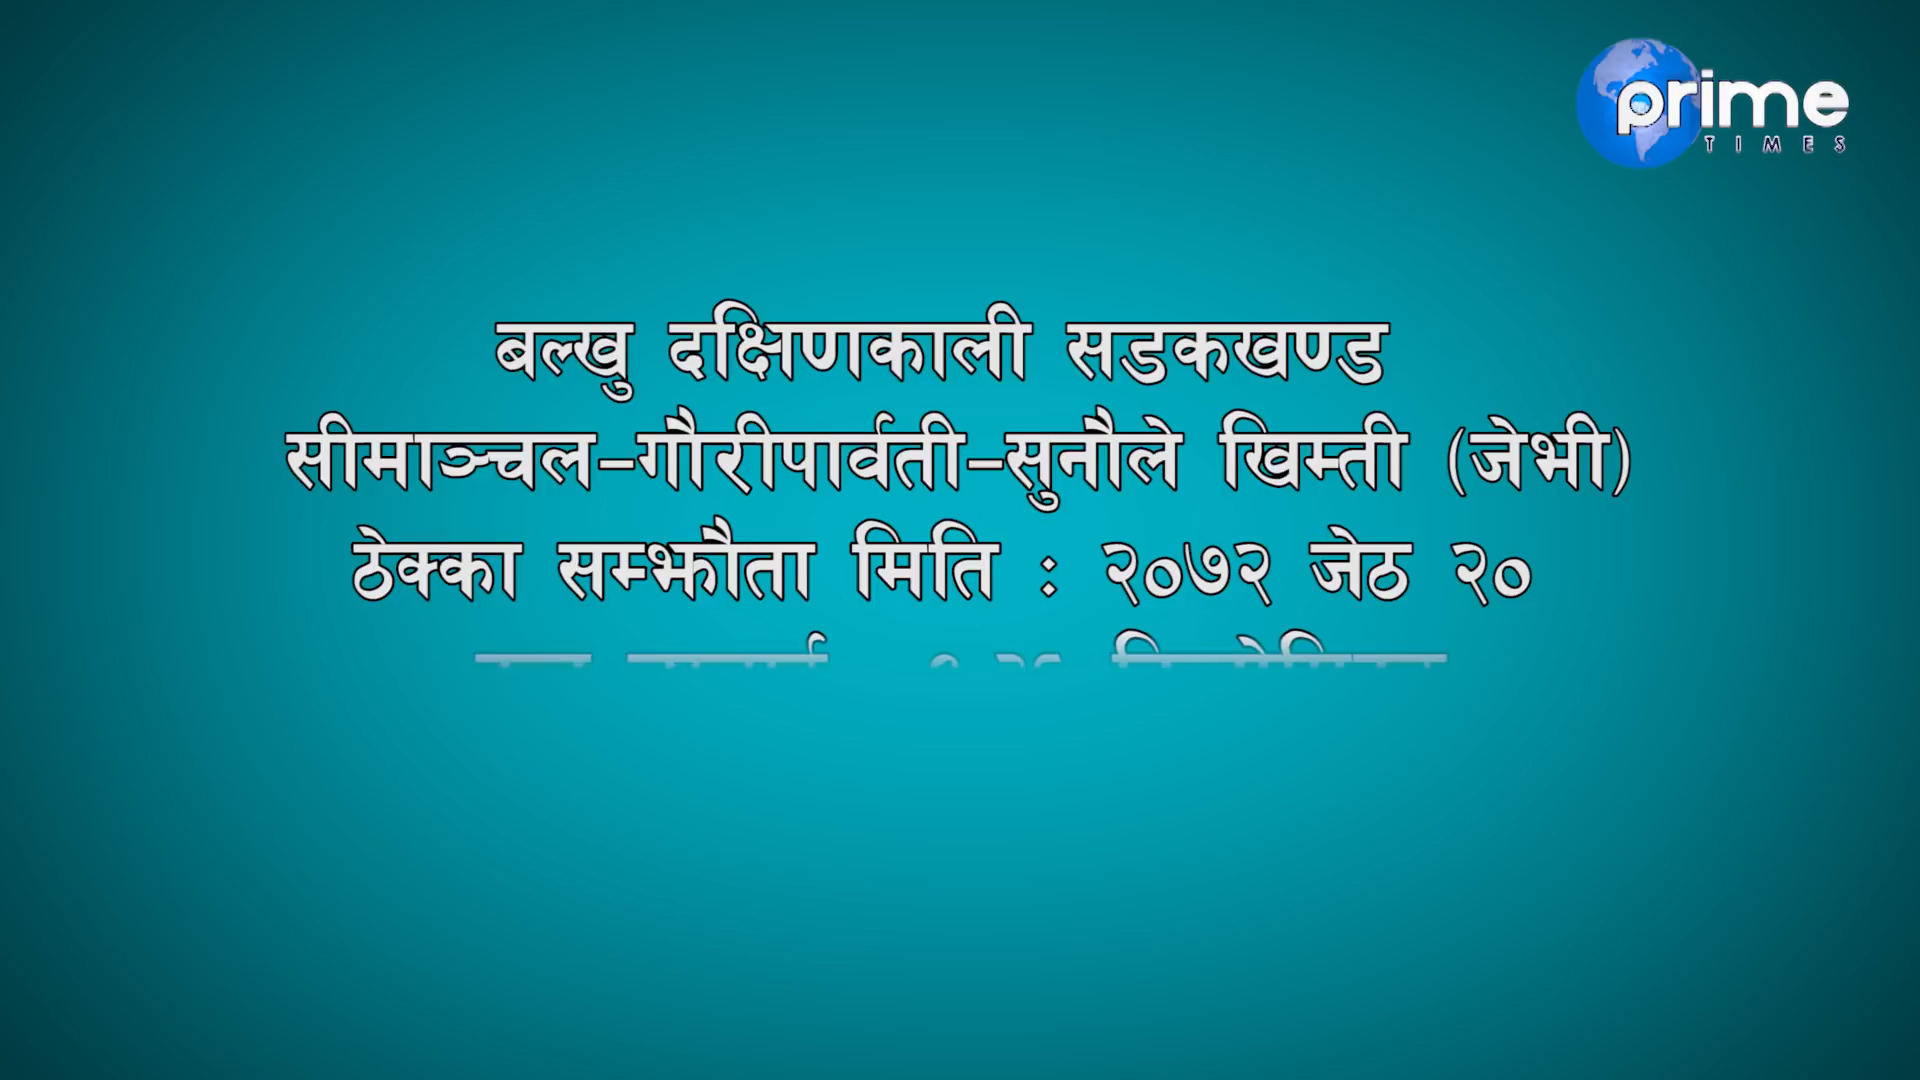 prime
TIMES
बल्खु दक्षिणकाली सडकखण्ड
सीमाञ्चल-गौरीपार्वती-सुनौले खिम्ती (जेभी)
ठेक्का सम्झौता मिति : २०७२ जेठ २०